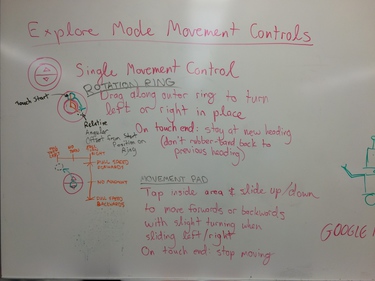 Explore Mode Movement Controls
Single Movement Control
ROTATION RING
Drag along outer ring to turn
left or right in place
Touch Start
Relative
Angular
Offset from Start
Position on
Ring
On touch end: stay at new heading
(don't rubber-band back to
previous heading)
FULL SPEED
FORWARDS
NO MOVEMENT
FULL SPEED
BACKWARDS
MOVEMENT PAD
Tap inside area & slide up/down
to move forwards or backwards
with slight turning when
sliding left/right
On touch end: stop moving